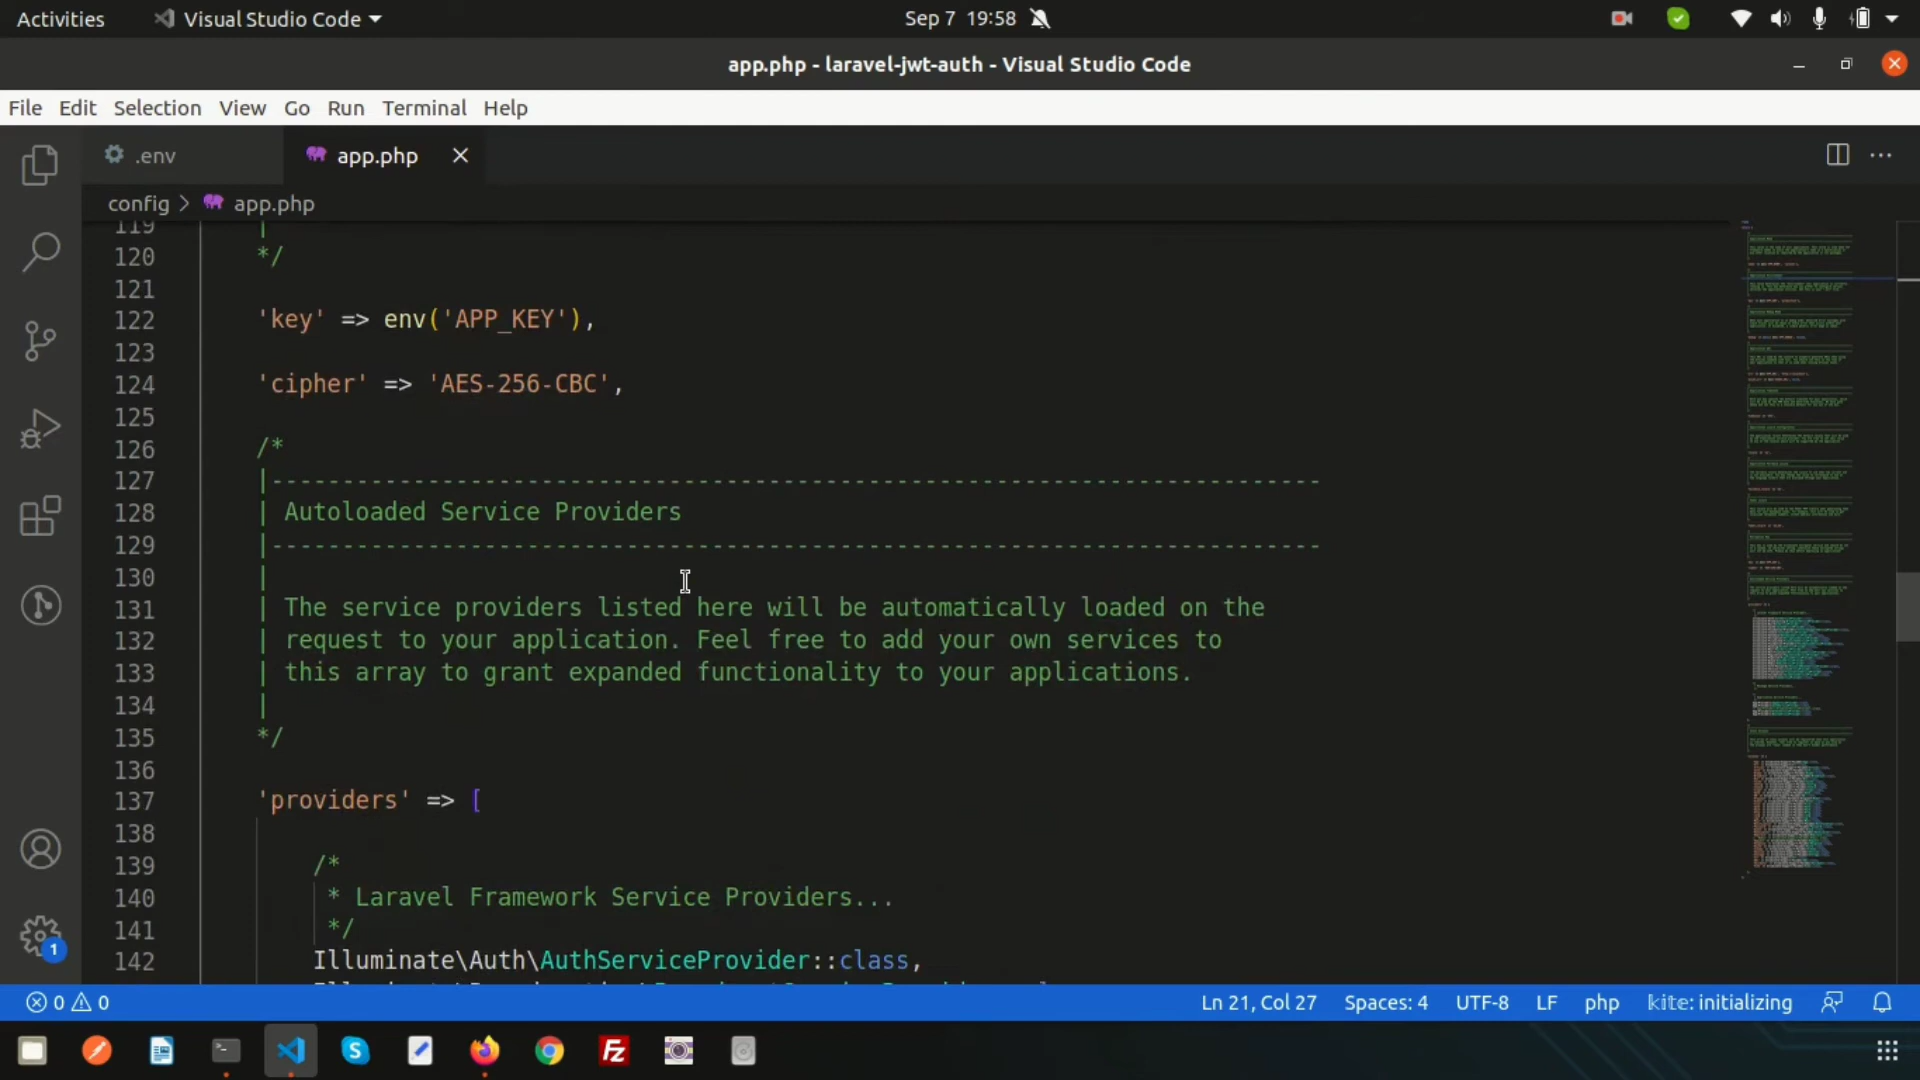 Activities
Visual Studio Code
Sep 7 19:58
app.php - laravel-jwt-auth - Visual Studio Code
File Edit Selection View Go Run Terminal Help
.env
app.php
config > app.php
119 |
120 */
121
122 'key' => env('APP_KEY'),
123
124 'cipher' => 'AES-256-CBC',
125
126 /*
127 |--------------------------------------------------------------------------
128 | Autoloaded Service Providers
129 |--------------------------------------------------------------------------
130 |
131 | The service providers listed here will be automatically loaded on the
132 | request to your application. Feel free to add your own services to
133 | this array to grant expanded functionality to your applications.
134 |
135 */
136
137 'providers' => [
138
139 /*
140 * Laravel Framework Service Providers...
141 */
142 Illuminate\Auth\AuthServiceProvider::class,
0 0
Ln 21, Col 27 Spaces: 4 UTF-8 LF php kite: initializing
1